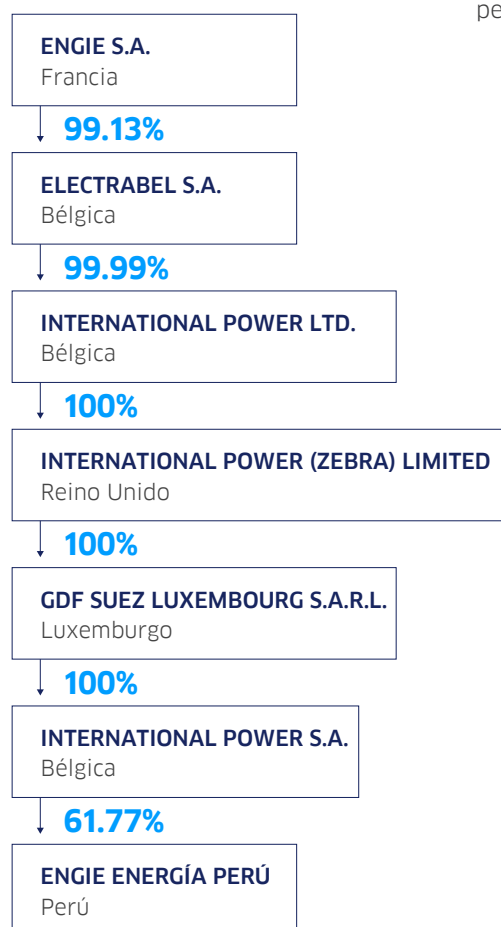 pe
ENGIE S.A.
Francia
99.13%
ELECTRABEL S.A.
Bélgica
99.99%
INTERNATIONAL POWER LTD.
Bélgica
100%
INTERNATIONAL POWER (ZEBRA) LIMITED
Reino Unido
100%
GDF SUEZ LUXEMBOURG S.A.R.L.
Luxemburgo
100%
INTERNATIONAL POWER S.A.
Bélgica
61.77%
ENGIE ENERGÍA PERÚ
Perú